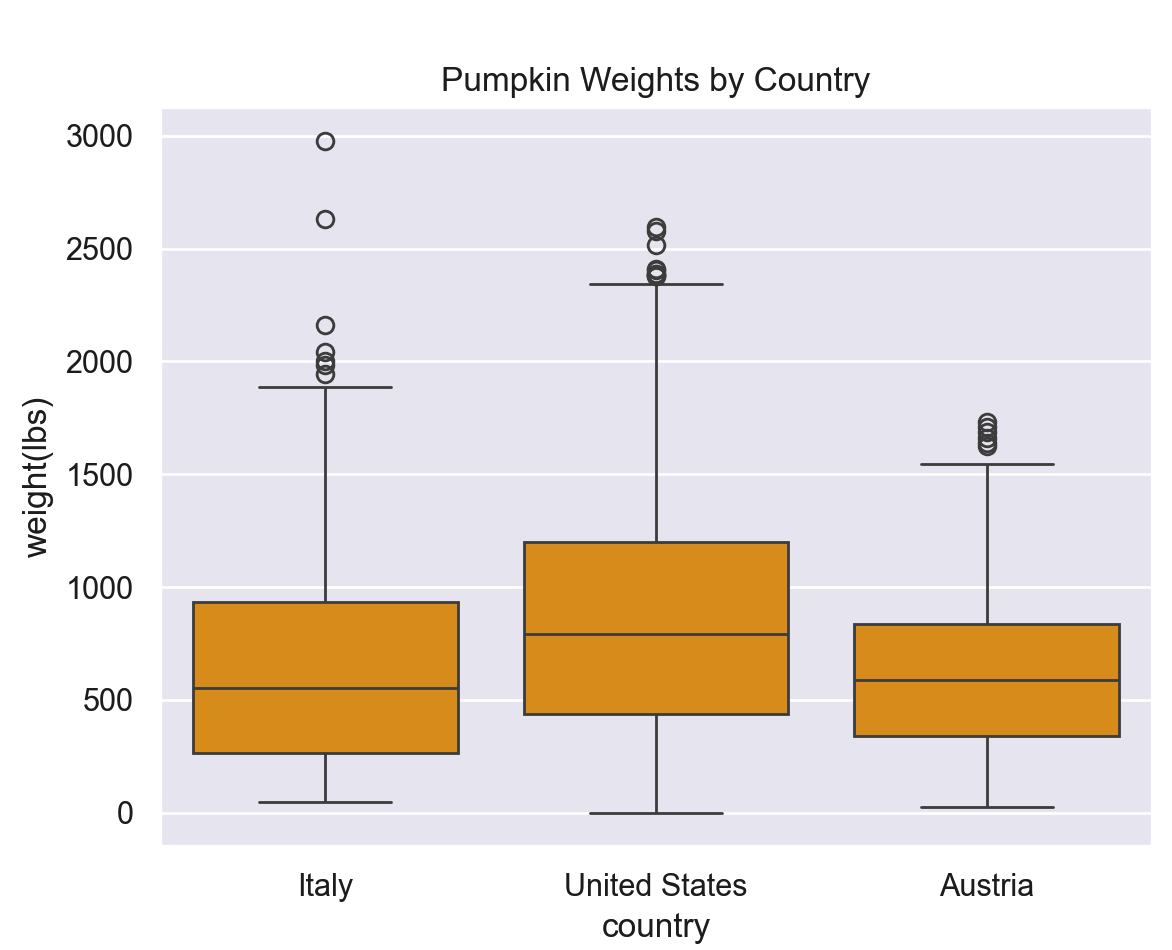 Pumpkin Weights by Country
3000
2500
2000
1500
1000
500
0
weight(lbs)
Italy
United States
Austria
country